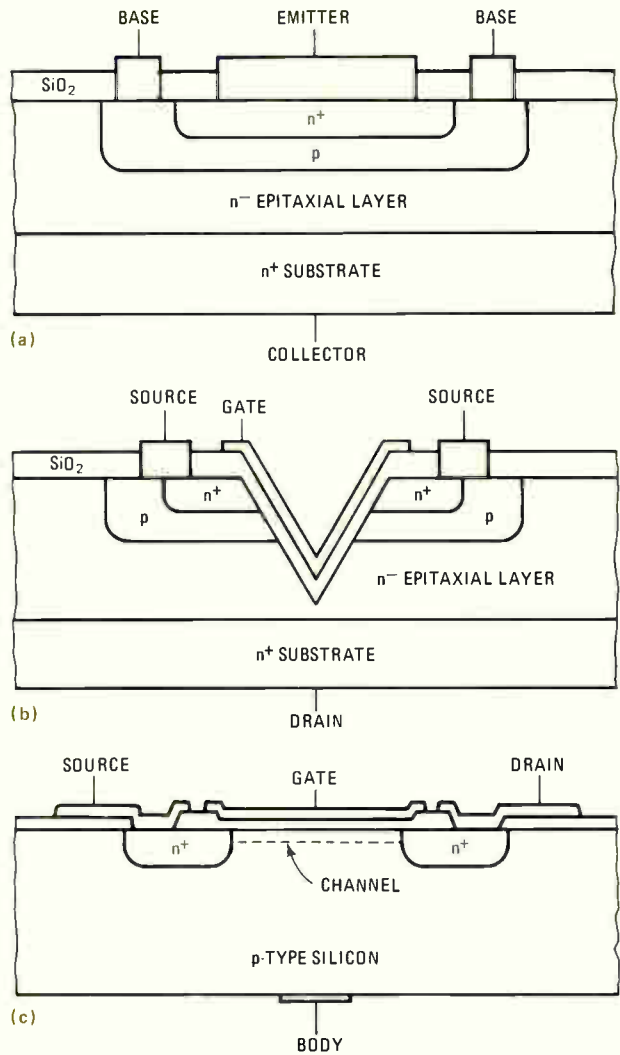 BASE EMITTER BASE
SiO₂
n⁺
p
n⁻ EPITAXIAL LAYER
n⁺ SUBSTRATE
(a)
COLLECTOR
SOURCE GATE SOURCE
SiO₂
n⁺ n⁺
p p
n⁻ EPITAXIAL LAYER
n⁺ SUBSTRATE
(b)
DRAIN
SOURCE GATE DRAIN
n⁺ n⁺
CHANNEL
p-TYPE SILICON
(c)
BODY